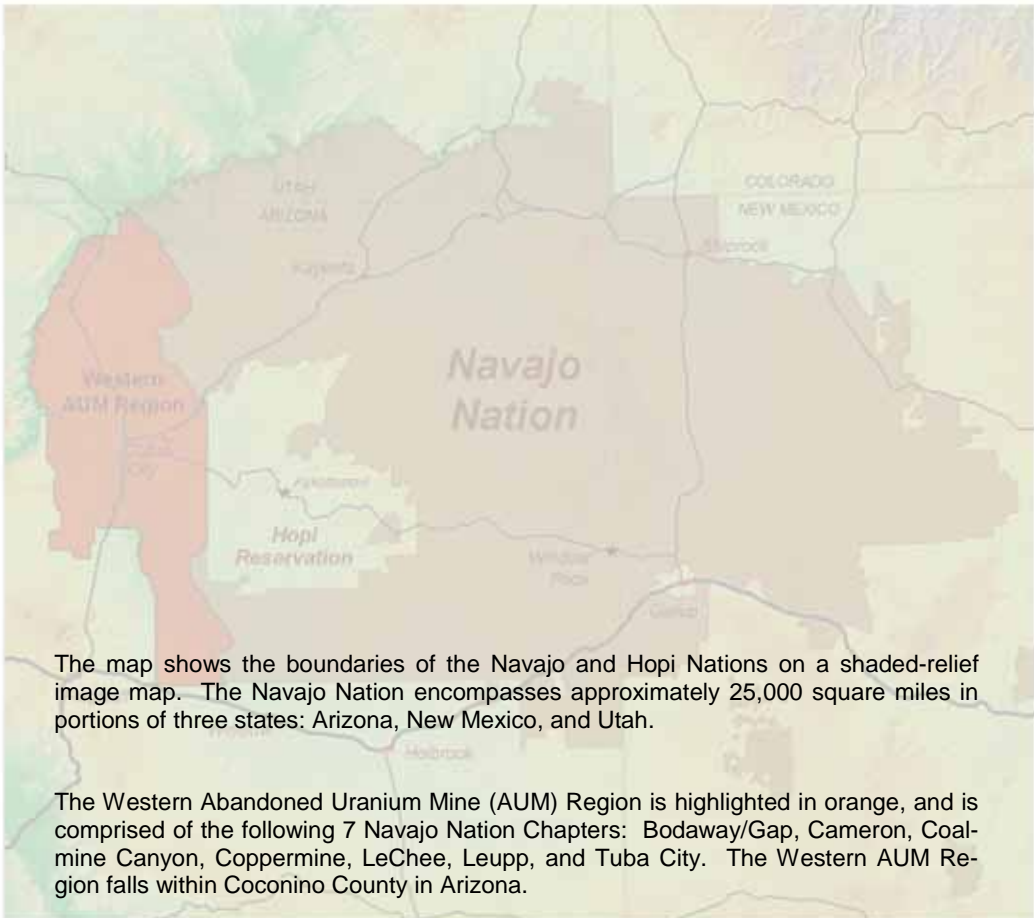 COLORADO
UTAH
NEW MEXICO
ARIZONA
Shiprock
Kayenta
Navajo
Nation
Western
AUM Region
Tuba
City
Hopi
Reservation
Window
Rock
Gallup
The map shows the boundaries of the Navajo and Hopi Nations on a shaded-relief
image map. The Navajo Nation encompasses approximately 25,000 square miles in
portions of three states: Arizona, New Mexico, and Utah.
Holbrook
The Western Abandoned Uranium Mine (AUM) Region is highlighted in orange, and is
comprised of the following 7 Navajo Nation Chapters: Bodaway/Gap, Cameron, Coal-
mine Canyon, Coppermine, LeChee, Leupp, and Tuba City. The Western AUM Re-
gion falls within Coconino County in Arizona.